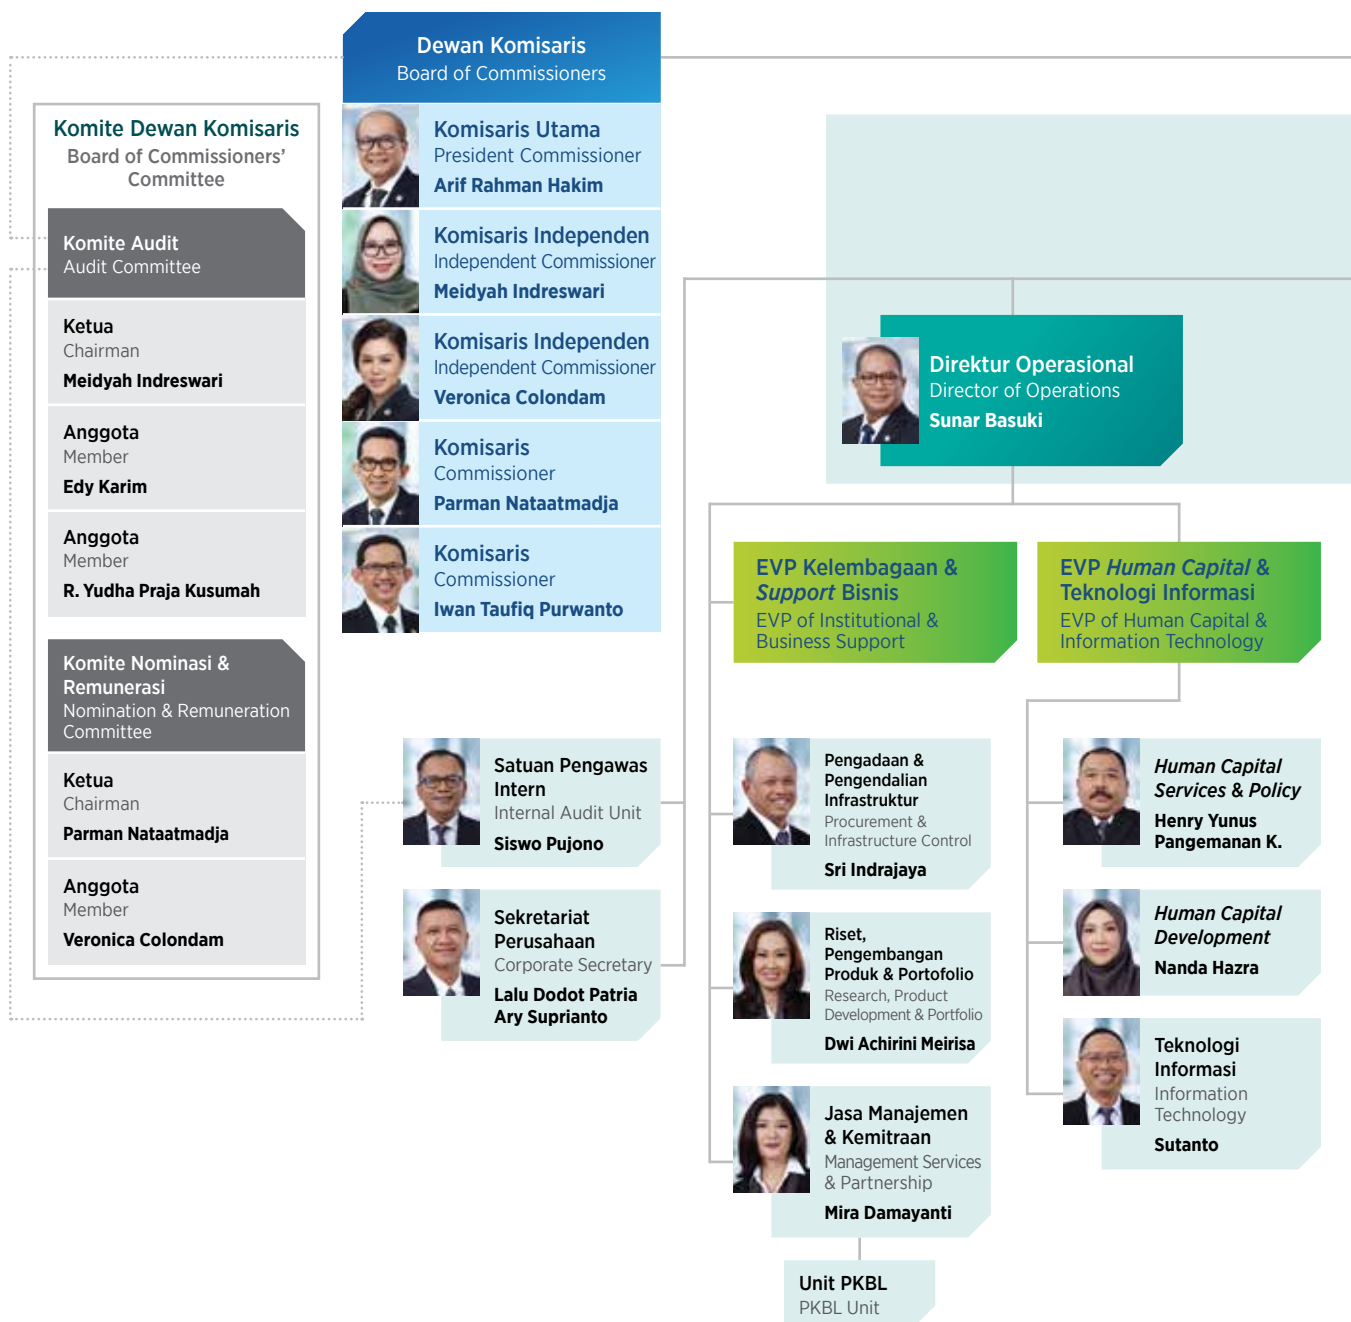 Dewan Komisaris
Board of Commissioners
Komisaris Utama
President Commissioner
Arif Rahman Hakim
Komisaris Independen
Independent Commissioner
Meidyah Indreswari
Komisaris Independen
Independent Commissioner
Veronica Colondam
Komisaris
Commissioner
Parman Nataatmadja
Komisaris
Commissioner
Iwan Taufiq Purwanto
Komite Dewan Komisaris
Board of Commissioners’
Committee
Komite Audit
Audit Committee
Ketua
Chairman
Meidyah Indreswari
Anggota
Member
Edy Karim
Anggota
Member
R. Yudha Praja Kusumah
Komite Nominasi &
Remunerasi
Nomination & Remuneration
Committee
Ketua
Chairman
Parman Nataatmadja
Anggota
Member
Veronica Colondam
Satuan Pengawas
Intern
Internal Audit Unit
Siswo Pujono
Sekretariat
Perusahaan
Corporate Secretary
Lalu Dodot Patria
Ary Suprianto
Direktur Operasional
Director of Operations
Sunar Basuki
EVP Kelembagaan &
Support Bisnis
EVP of Institutional &
Business Support
Pengadaan &
Pengendalian
Infrastruktur
Procurement &
Infrastructure Control
Sri Indrajaya
Riset,
Pengembangan
Produk & Portofolio
Research, Product
Development & Portfolio
Dwi Achirini Meirisa
Jasa Manajemen
& Kemitraan
Management Services
& Partnership
Mira Damayanti
Unit PKBL
PKBL Unit
EVP Human Capital &
Teknologi Informasi
EVP of Human Capital &
Information Technology
Human Capital
Services & Policy
Henry Yunus
Pangemanan K.
Human Capital
Development
Nanda Hazra
Teknologi
Informasi
Information
Technology
Sutanto